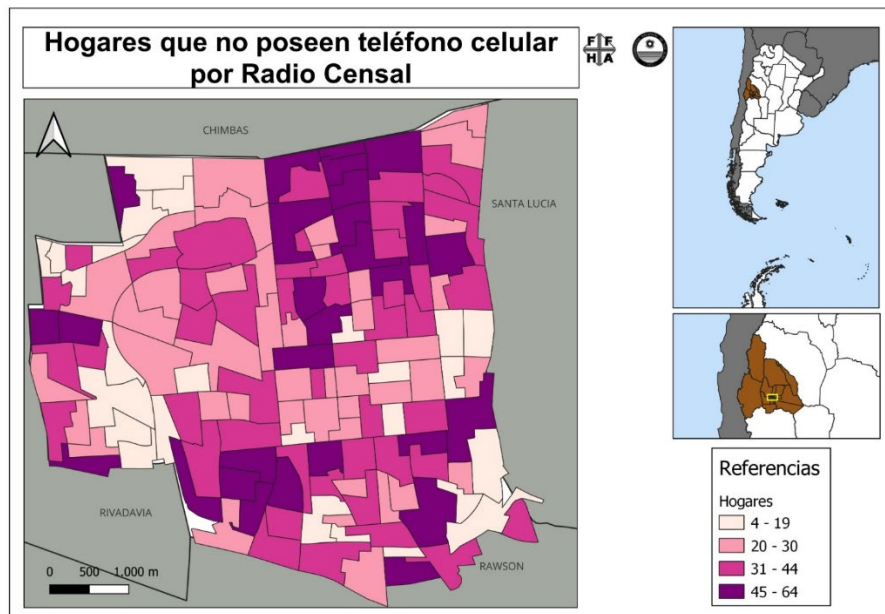 Hogares que no poseen teléfono celular
por Radio Censal
F F
H A
CHIMBAS
SANTA LUCIA
RIVADAVIA
RAWSON
0 500 1.000 m
Referencias
Hogares
4 - 19
20 - 30
31 - 44
45 - 64